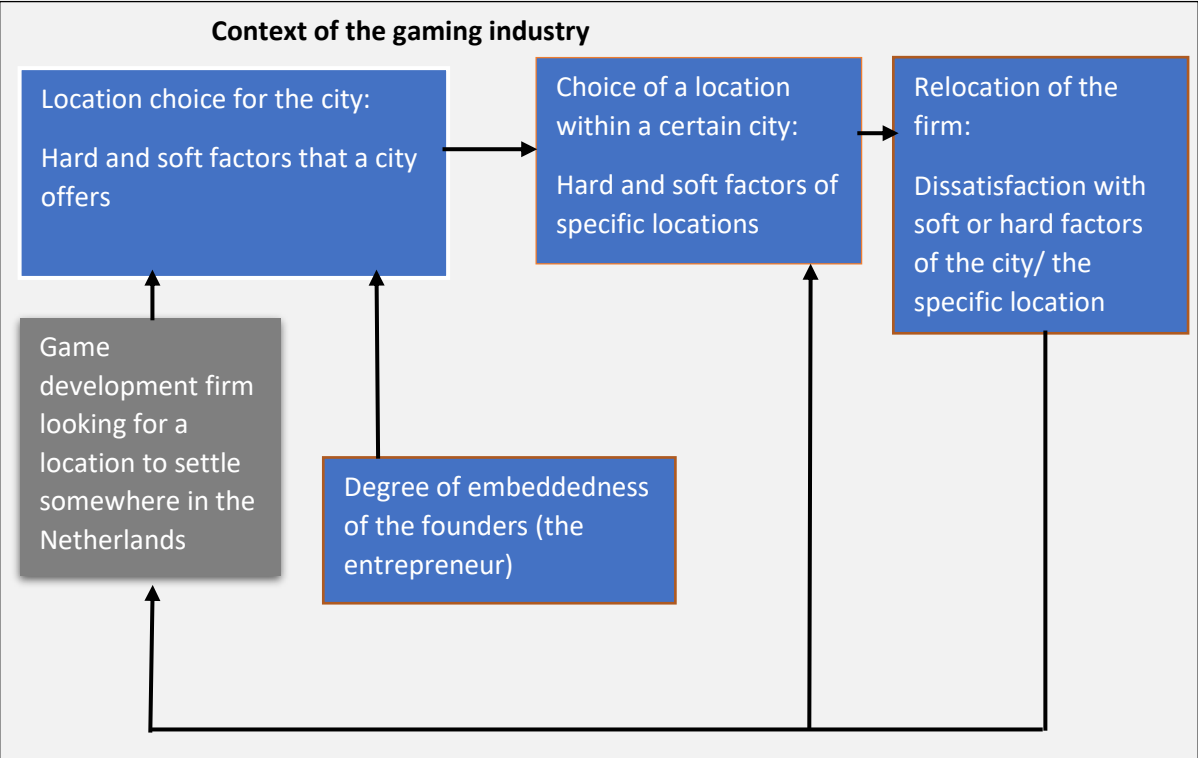 Context of the gaming industry
Location choice for the city:
Hard and soft factors that a city
offers
Choice of a location
within a certain city:
Hard and soft factors of
specific locations
Relocation of the
firm:
Dissatisfaction with
soft or hard factors
of the city/ the
specific location
Game
development firm
looking for a
location to settle
somewhere in the
Netherlands
Degree of embeddedness
of the founders (the
entrepreneur)